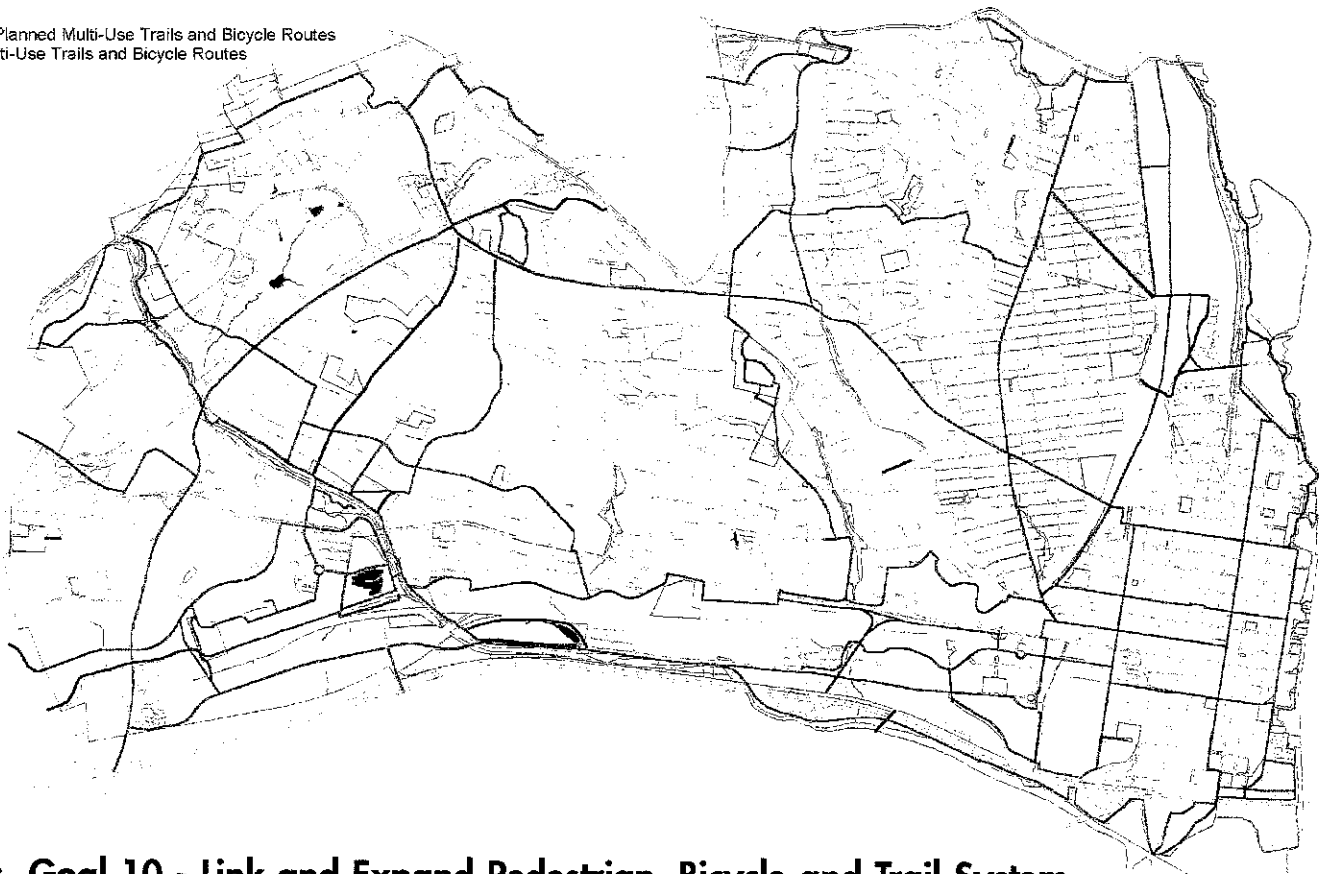 Planned Multi-Use Trails and Bicycle Routes
ti-Use Trails and Bicycle Routes
Goal 10 - Link and Expand Pedestrian, Bicycle and Trail System